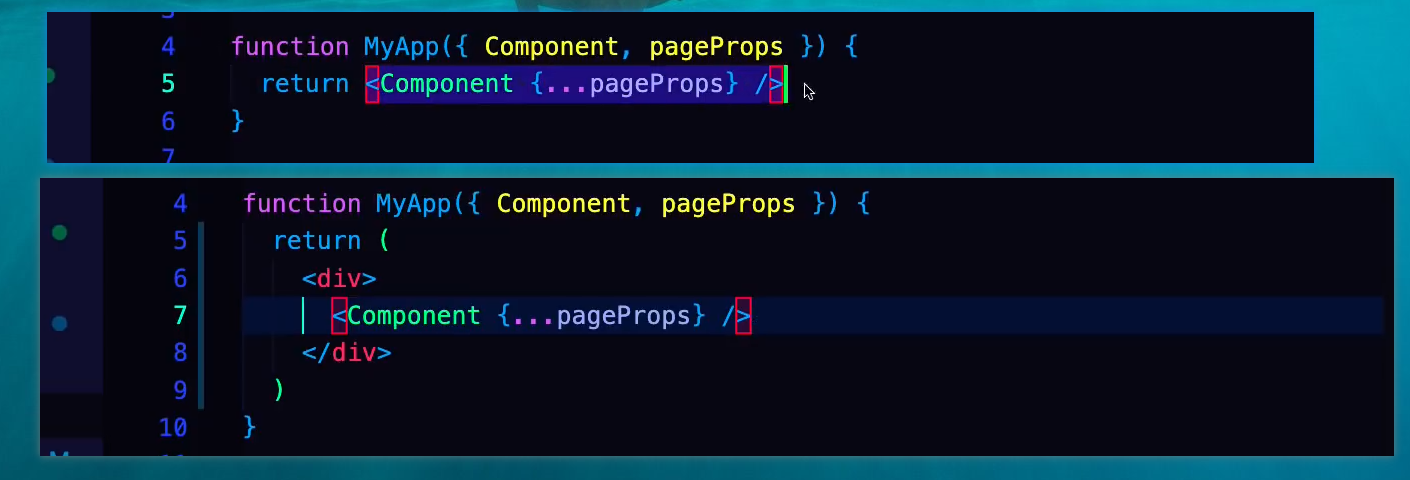 4 function MyApp({ Component, pageProps }) {
5   return <Component {...pageProps} />
6 }
7
4 function MyApp({ Component, pageProps }) {
5   return (
6     <div>
7       <Component {...pageProps} />
8     </div>
9   )
10 }